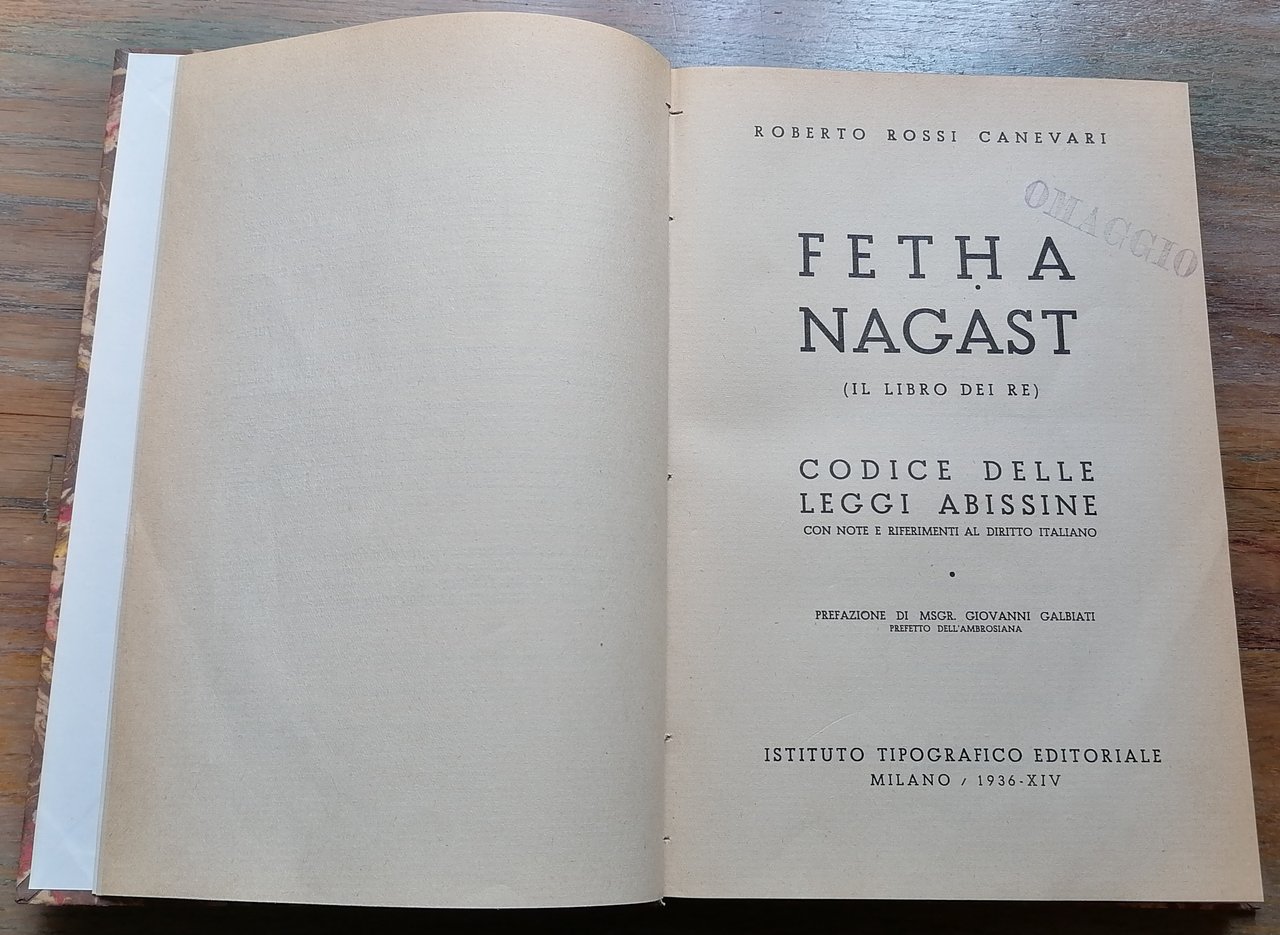 ROBERTO ROSSI CANEVARI
OMAGGIO
FETḤA
NAGAST
(IL LIBRO DEI RE)
CODICE DELLE
LEGGI ABISSINE
CON NOTE E RIFERIMENTI AL DIRITTO ITALIANO
•
PREFAZIONE DI MSGR. GIOVANNI GALBIATI
PREFETTO DELL'AMBROSIANA
ISTITUTO TIPOGRAFICO EDITORIALE
MILANO / 1936-XIV